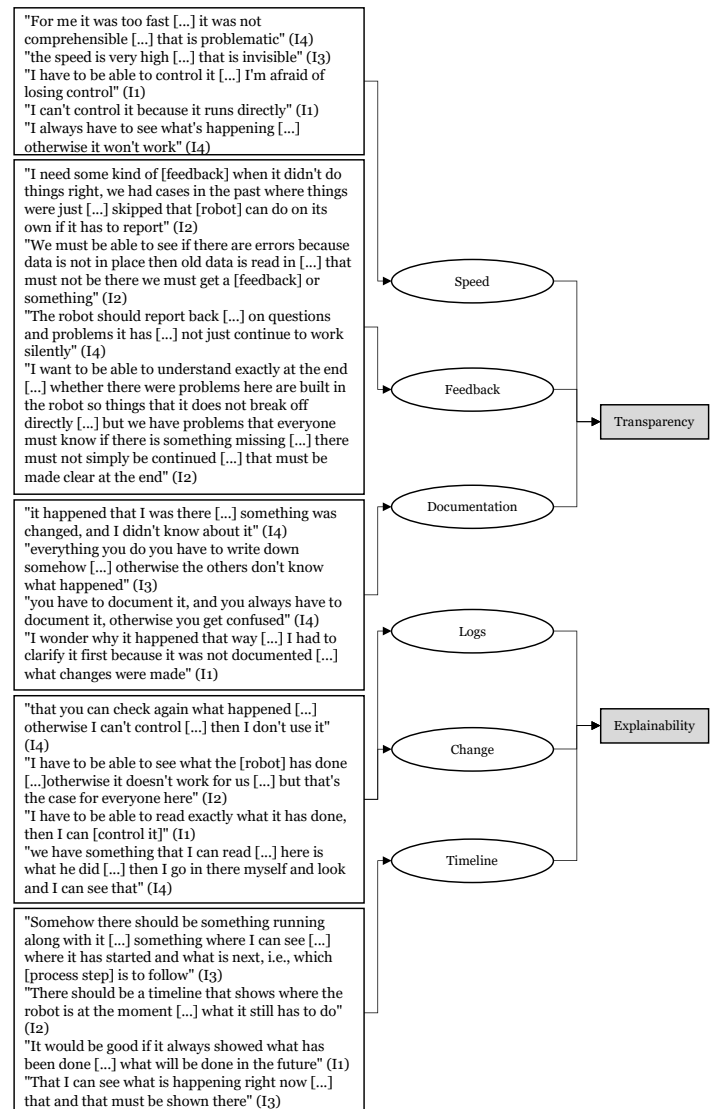 "For me it was too fast [...] it was not
comprehensible [...] that is problematic" (I4)
"the speed is very high [...] that is invisible" (I3)
"I have to be able to control it [...] I'm afraid of
losing control" (I1)
"I can't control it because it runs directly" (I1)
"I always have to see what's happening [...]
otherwise it won't work" (I4)
"I need some kind of [feedback] when it didn't do
things right, we had cases in the past where things
were just [...] skipped that [robot] can do on its
own if it has to report" (I2)
"We must be able to see if there are errors because
data is not in place then old data is read in [...] that
must not be there we must get a [feedback] or
something" (I2)
"The robot should report back [...] on questions
and problems it has [...] not just continue to work
silently" (I4)
"I want to be able to understand exactly at the end
[...] whether there were problems here are built in
the robot so things that it does not break off
directly [...] but we have problems that everyone
must know if there is something missing [...] there
must not simply be continued [...] that must be
made clear at the end" (I2)
"it happened that I was there [...] something was
changed, and I didn't know about it" (I4)
"everything you do you have to write down
somehow [...] otherwise the others don't know
what happened" (I3)
"you have to document it, and you always have to
document it, otherwise you get confused" (I4)
"I wonder why it happened that way [...] I had to
clarify it first because it was not documented [...]
what changes were made" (I1)
"that you can check again what happened [...]
otherwise I can't control [...] then I don't use it"
(I4)
"I have to be able to see what the [robot] has done
[...]otherwise it doesn't work for us [...] but that's
the case for everyone here" (I2)
"I have to be able to read exactly what it has done,
then I can [control it]" (I1)
"we have something that I can read [...] here is
what he did [...] then I go in there myself and look
and I can see that" (I4)
"Somehow there should be something running
along with it [...] something where I can see [...]
where it has started and what is next, i.e., which
[process step] is to follow" (I3)
"There should be a timeline that shows where the
robot is at the moment [...] what it still has to do"
(I2)
"It would be good if it always showed what has
been done [...] what will be done in the future" (I1)
"That I can see what is happening right now [...]
that and that must be shown there" (I3)
Speed
Feedback
Documentation
Logs
Change
Timeline
Transparency
Explainability